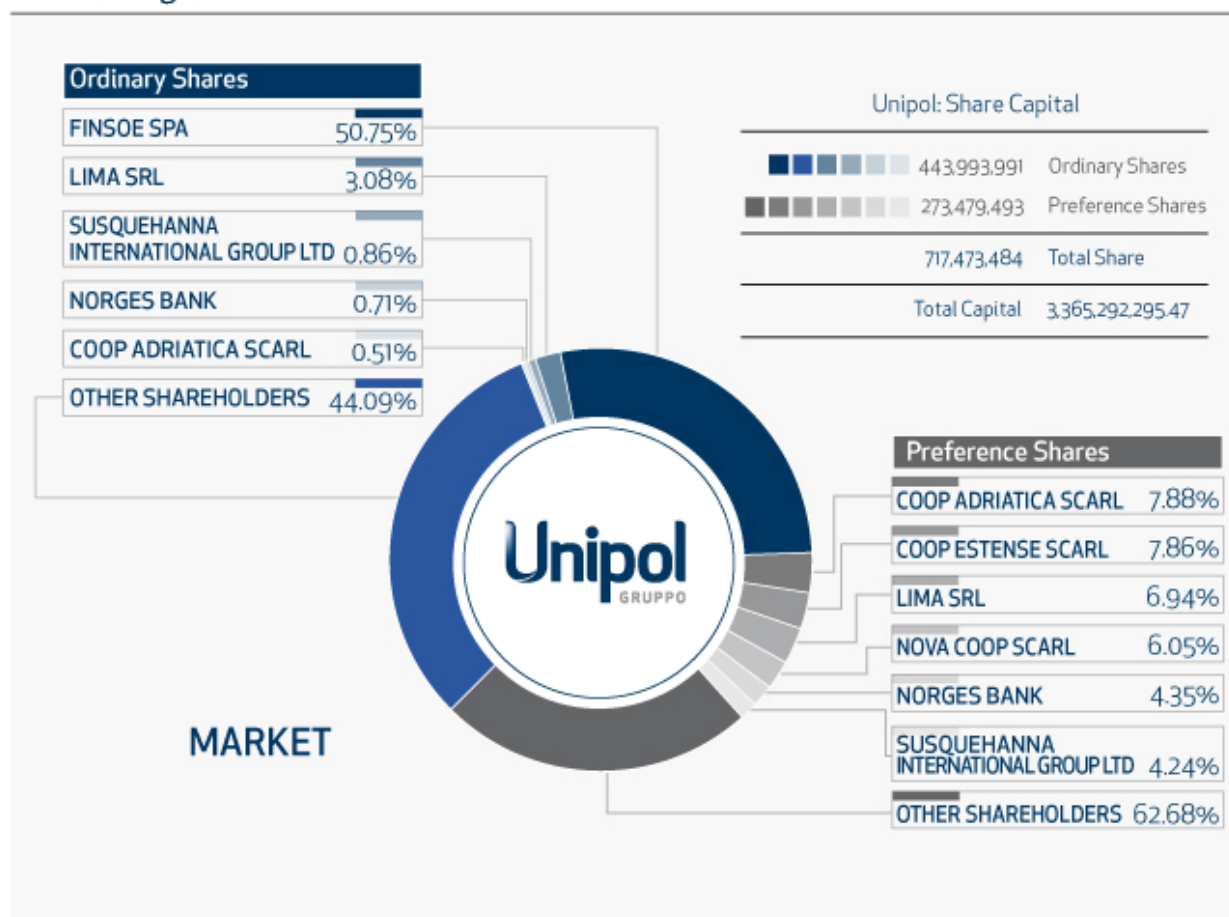 Ordinary Shares
FINSOE SPA 50.75%
LIMA SRL 3.08%
SUSQUEHANNA
INTERNATIONAL GROUP LTD 0.86%
NORGES BANK 0.71%
COOP ADRIATICA SCARL 0.51%
OTHER SHAREHOLDERS 44.09%
Unipol: Share Capital
443,993,991 Ordinary Shares
273,479,493 Preference Shares
717,473,484 Total Share
Total Capital 3,365,292,295.47
Unipol
GRUPPO
MARKET
Preference Shares
COOP ADRIATICA SCARL 7.88%
COOP ESTENSE SCARL 7.86%
LIMA SRL 6.94%
NOVA COOP SCARL 6.05%
NORGES BANK 4.35%
SUSQUEHANNA
INTERNATIONAL GROUP LTD 4.24%
OTHER SHAREHOLDERS 62.68%